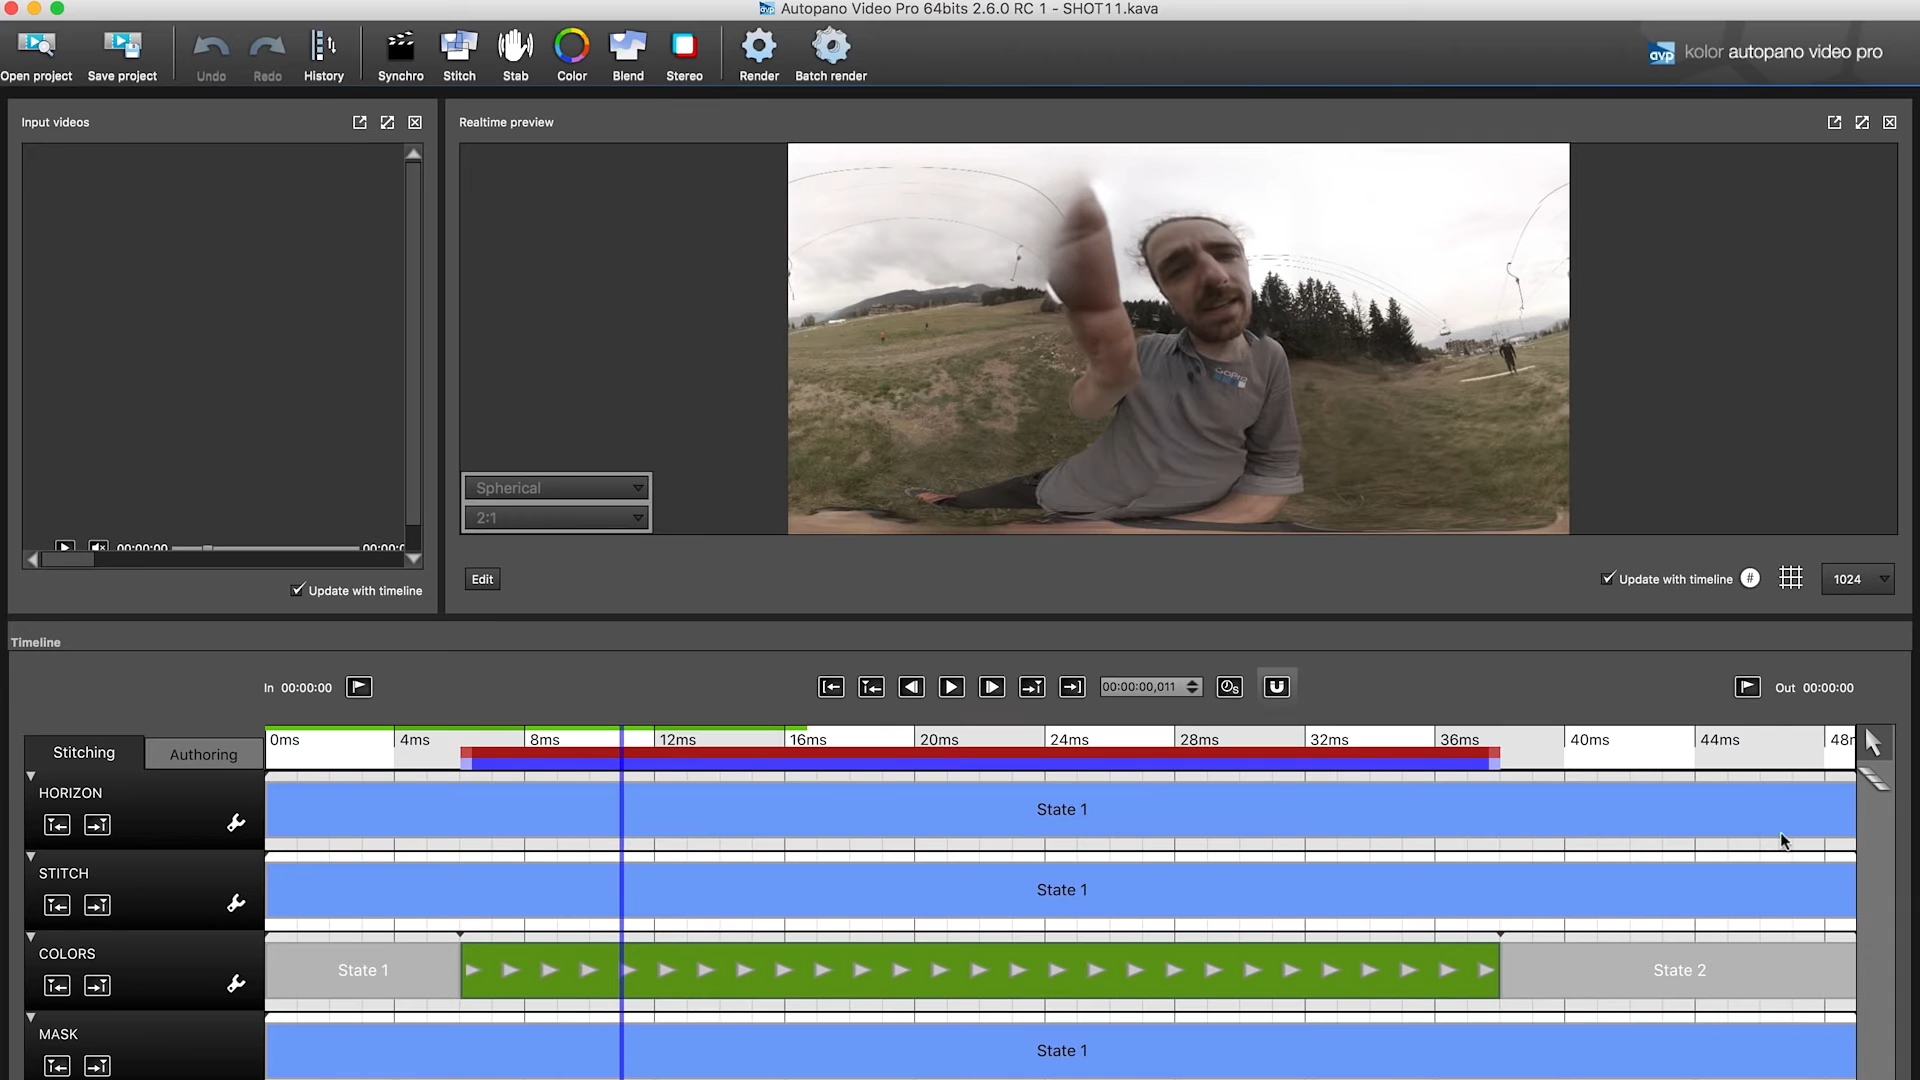 Autopano Video Pro 64bits 2.6.0 RC 1 - SHOT11.kava
Open project
Save project
Undo
Redo
History
Synchro
Stitch
Stab
Color
Blend
Stereo
Render
Batch render
avp
kolor autopano video pro
Input videos
Realtime preview
GoPro
Spherical
2:1
00:00:00
00:00:0
Update with timeline
Edit
Update with timeline
#
1024
Timeline
In 00:00:00
00:00:00,011
Out 00:00:00
Stitching
Authoring
0ms
4ms
8ms
12ms
16ms
20ms
24ms
28ms
32ms
36ms
40ms
44ms
48m
HORIZON
State 1
STITCH
State 1
COLORS
State 1
State 2
MASK
State 1